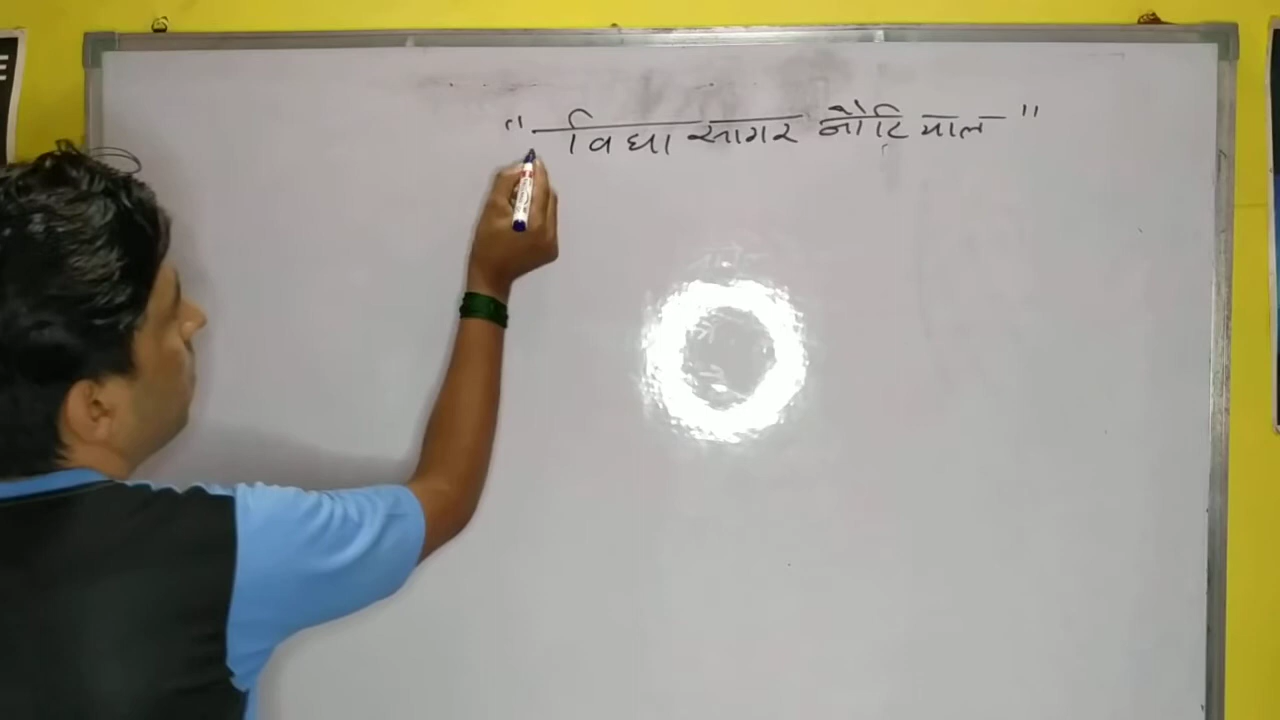 " विधा सागर नौटियाल "